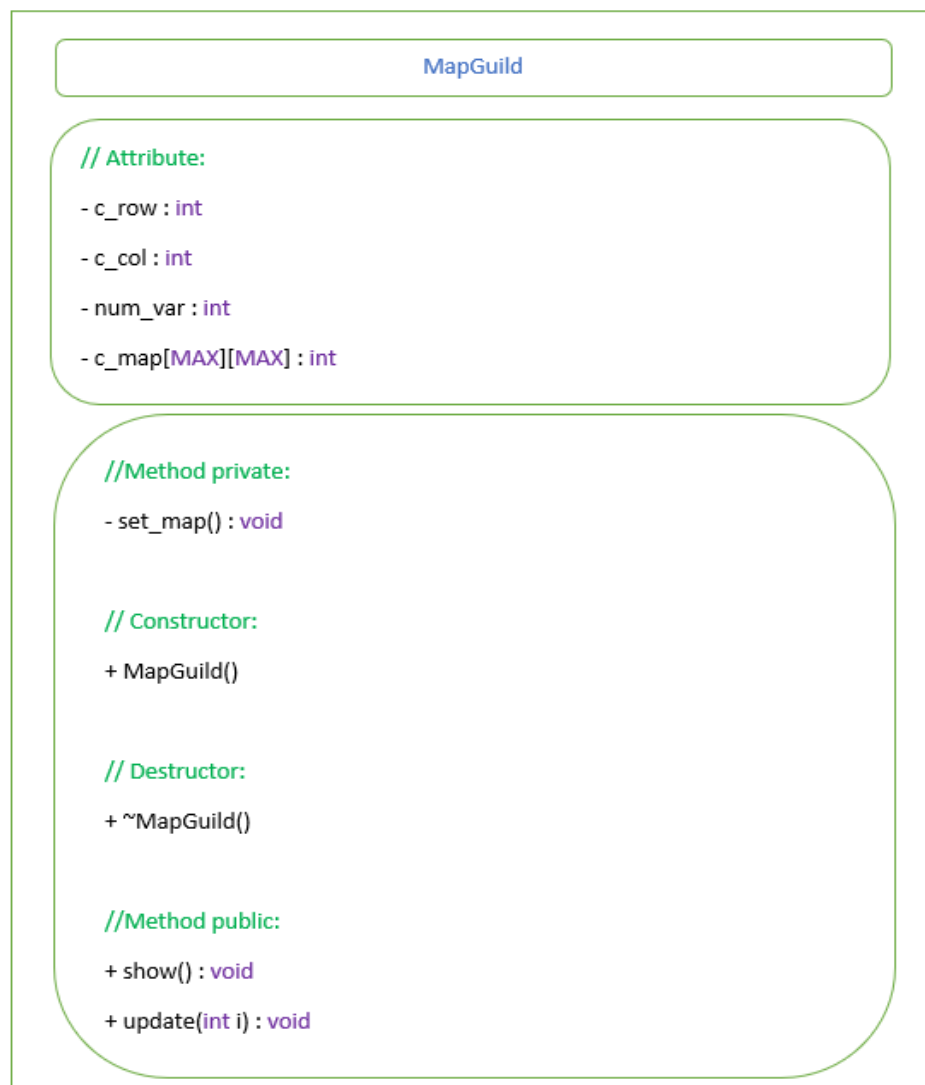 MapGuild
// Attribute:
- c_row : int
- c_col : int
- num_var : int
- c_map[MAX][MAX] : int
//Method private:
- set_map() : void
// Constructor:
+ MapGuild()
// Destructor:
+ ~MapGuild()
//Method public:
+ show() : void
+ update(int i) : void